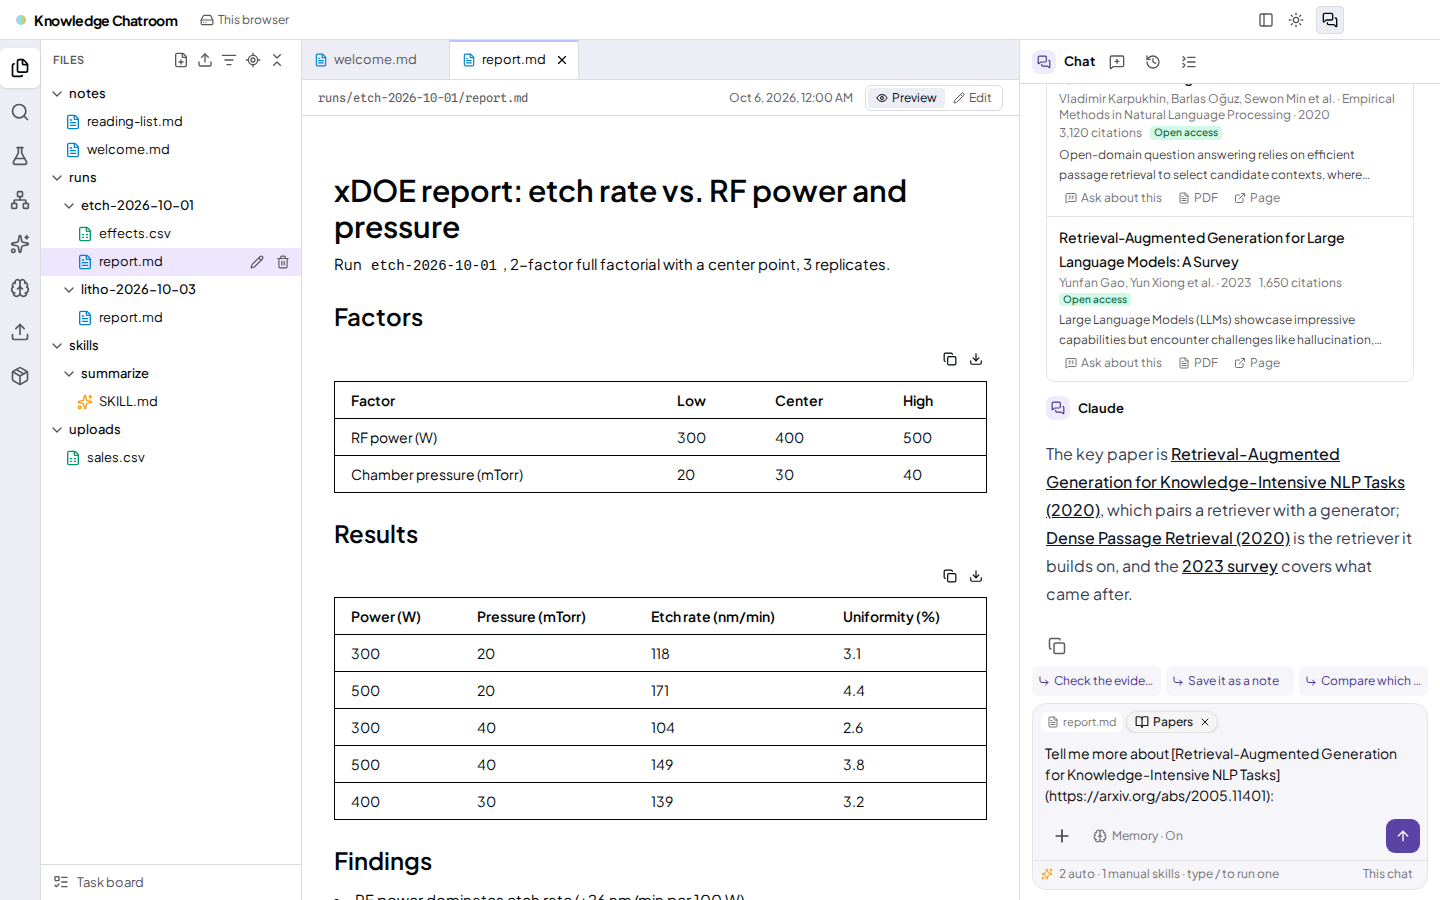 Knowledge Chatroom
This browser
FILES
notes
reading-list.md
welcome.md
runs
etch-2026-10-01
effects.csv
report.md
litho-2026-10-03
report.md
skills
summarize
SKILL.md
uploads
sales.csv
Task board
welcome.md
report.md
runs/etch-2026-10-01/report.md
Oct 6, 2026, 12:00 AM
Preview
Edit
xDOE report: etch rate vs. RF power and
pressure
Run etch-2026-10-01 , 2-factor full factorial with a center point, 3 replicates.
Factors
Factor Low Center High
RF power (W) 300 400 500
Chamber pressure (mTorr) 20 30 40
Results
Power (W) Pressure (mTorr) Etch rate (nm/min) Uniformity (%)
300 20 118 3.1
500 20 171 4.4
300 40 104 2.6
500 40 149 3.8
400 30 139 3.2
Findings
RF power dominates etch rate (+26 nm/min per 100 W)
Chat
Vladimir Karpukhin, Barlas Oğuz, Sewon Min et al. · Empirical
Methods in Natural Language Processing · 2020
3,120 citations Open access
Open-domain question answering relies on efficient
passage retrieval to select candidate contexts, where…
Ask about this PDF Page
Retrieval-Augmented Generation for Large
Language Models: A Survey
Yunfan Gao, Yun Xiong et al. · 2023 1,650 citations
Open access
Large Language Models (LLMs) showcase impressive
capabilities but encounter challenges like hallucination,…
Ask about this PDF Page
Claude
The key paper is Retrieval-Augmented
Generation for Knowledge-Intensive NLP Tasks
(2020), which pairs a retriever with a generator;
Dense Passage Retrieval (2020) is the retriever it
builds on, and the 2023 survey covers what
came after.
Check the evide…
Save it as a note
Compare which …
report.md
Papers
Tell me more about [Retrieval-Augmented Generation
for Knowledge-Intensive NLP Tasks]
(https://arxiv.org/abs/2005.11401):
Memory · On
2 auto · 1 manual skills · type / to run one
This chat